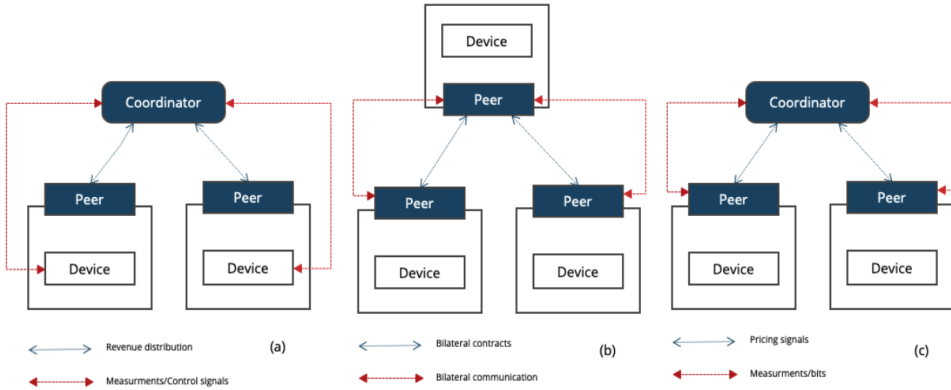 Device
Peer
Peer
Peer
Device
Device
Bilateral contracts
(b)
Bilateral communication
Coordinator
Peer
Peer
Device
Device
Revenue distribution
(a)
Measurments/Control signals
Coordinator
Peer
Peer
Device
Device
Pricing signals
(c)
Measurments/bits